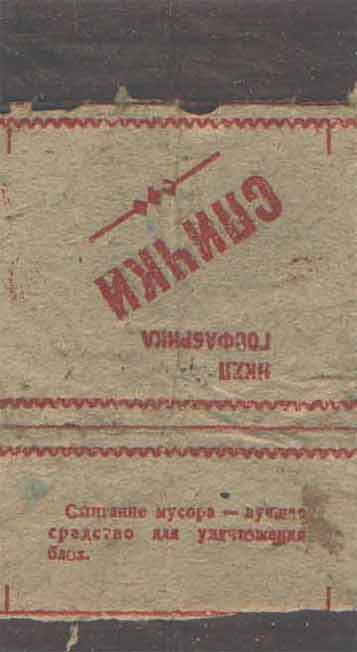 НКЛП
ГОСФАБРИКА
СПИЧКИ
Сжигание мусора — лучшее
средство для уничтожения
блох.